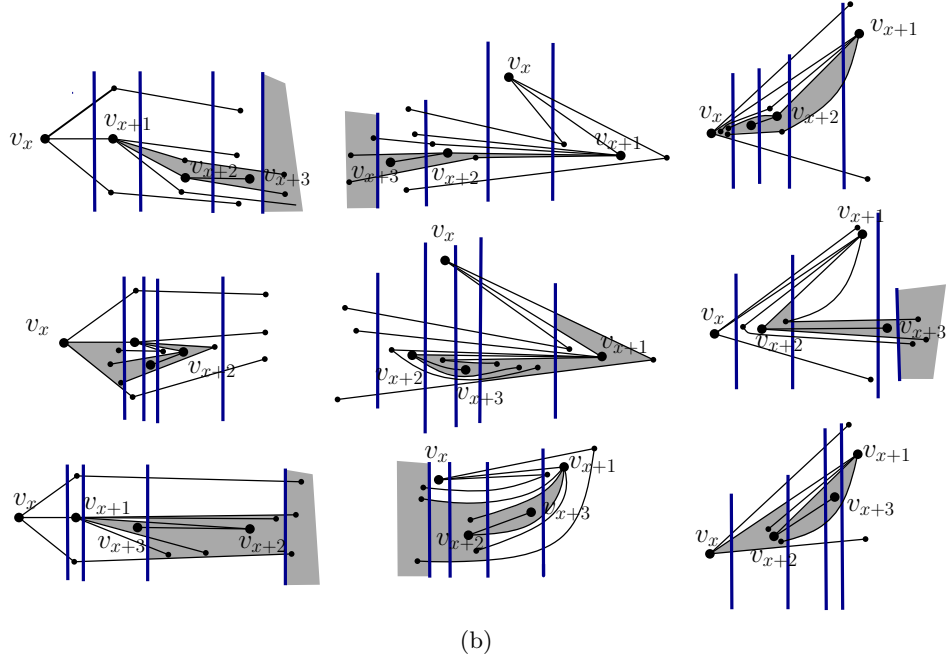 v_x v_{x+1} v_{x+2} v_{x+3}
v_x v_{x+1} v_{x+2} v_{x+3}
v_x v_{x+1} v_{x+2}
v_x v_{x+2}
v_x v_{x+1} v_{x+2} v_{x+3}
v_x v_{x+1} v_{x+2} v_{x+3}
v_x v_{x+1} v_{x+3} v_{x+2}
v_x v_{x+1} v_{x+2} v_{x+3}
v_x v_{x+1} v_{x+2} v_{x+3}
(b)